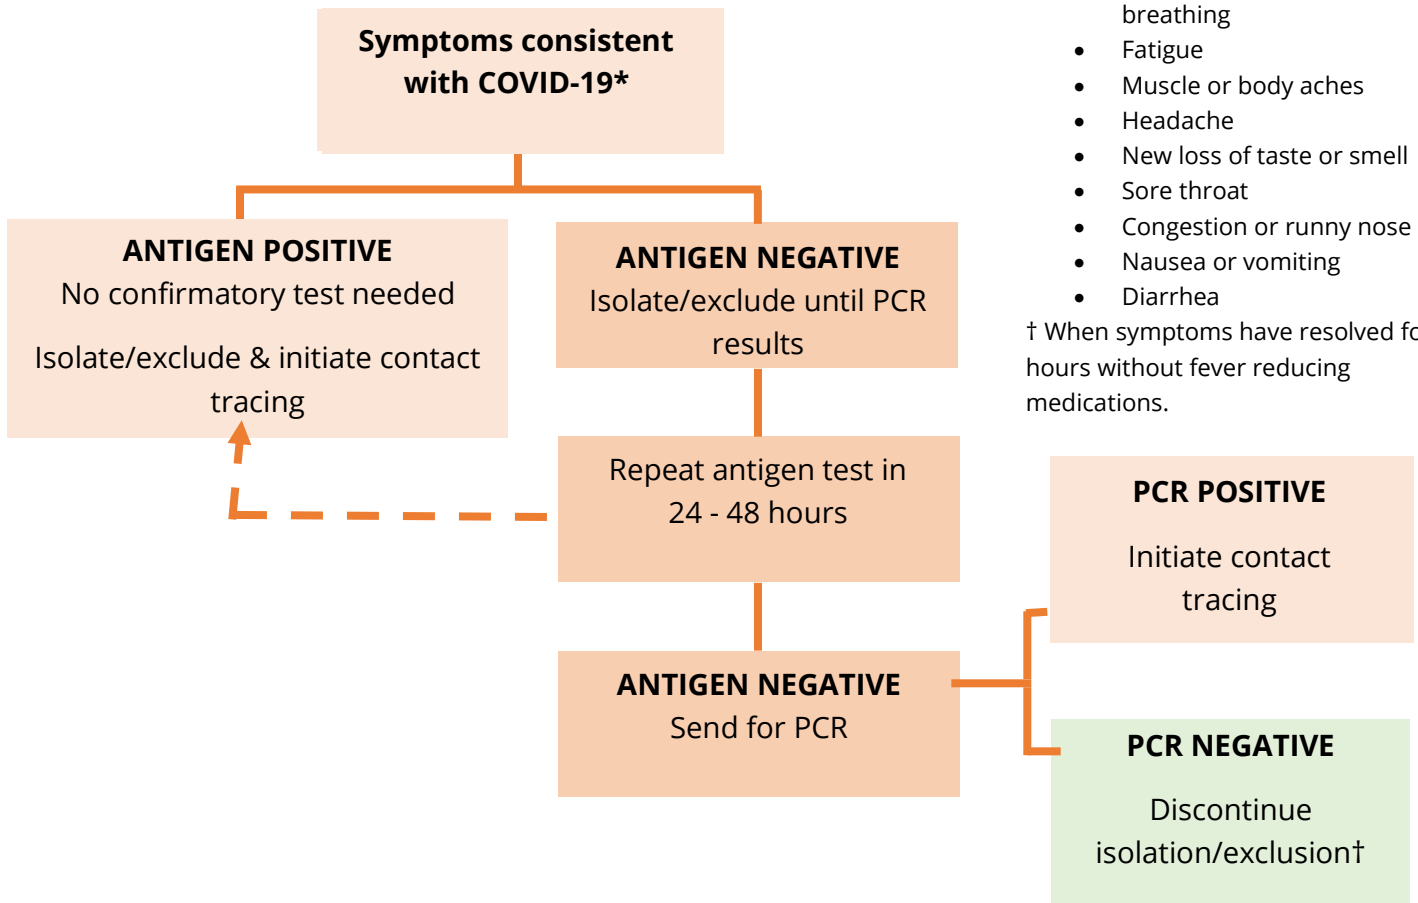 Symptoms consistent
with COVID-19*
ANTIGEN POSITIVE
No confirmatory test needed
Isolate/exclude & initiate contact
tracing
ANTIGEN NEGATIVE
Isolate/exclude until PCR
results
Repeat antigen test in
24 - 48 hours
ANTIGEN NEGATIVE
Send for PCR
breathing
• Fatigue
• Muscle or body aches
• Headache
• New loss of taste or smell
• Sore throat
• Congestion or runny nose
• Nausea or vomiting
• Diarrhea
† When symptoms have resolved
hours without fever reducing
medications.
PCR POSITIVE
Initiate contact
tracing
PCR NEGATIVE
Discontinue
isolation/exclusion†